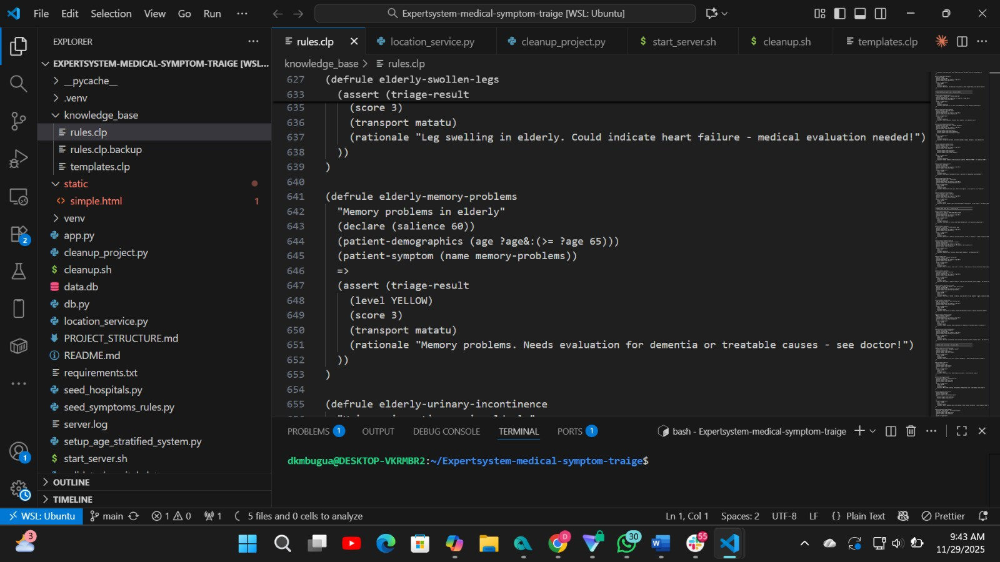 File Edit Selection View Go Run ···
Expertsystem-medical-symptom-traige [WSL: Ubuntu]
EXPLORER
rules.clp
location_service.py
cleanup_project.py
$ start_server.sh
$ cleanup.sh
templates.clp
EXPERTSYSTEM-MEDICAL-SYMPTOM-TRAIGE [WSL...
__pycache__
.venv
knowledge_base
rules.clp
rules.clp.backup
templates.clp
static
simple.html 1
venv
app.py
cleanup_project.py
$ cleanup.sh
data.db
db.py
location_service.py
PROJECT_STRUCTURE.md
README.md
requirements.txt
seed_hospitals.py
seed_symptoms_rules.py
server.log
setup_age_stratified_system.py
$ start_server.sh
OUTLINE
TIMELINE
2
1
knowledge_base > rules.clp
627 (defrule elderly-swollen-legs
633 (assert (triage-result
635 (score 3)
636 (transport matatu)
637 (rationale "Leg swelling in elderly. Could indicate heart failure - medical evaluation needed!")
638 ))
639 )
640
641 (defrule elderly-memory-problems
642 "Memory problems in elderly"
643 (declare (salience 60))
644 (patient-demographics (age ?age&:(>= ?age 65)))
645 (patient-symptom (name memory-problems))
646 =>
647 (assert (triage-result
648 (level YELLOW)
649 (score 3)
650 (transport matatu)
651 (rationale "Memory problems. Needs evaluation for dementia or treatable causes - see doctor!")
652 ))
653 )
654
655 (defrule elderly-urinary-incontinence
PROBLEMS 1 OUTPUT DEBUG CONSOLE TERMINAL PORTS 1
bash - Expertsystem-medical-symptom-traige
dkmbugua@DESKTOP-VKRMBR2:~/Expertsystem-medical-symptom-traige$
WSL: Ubuntu main 1 0 1 5 files and 0 cells to analyze Ln 1, Col 1 Spaces: 2 UTF-8 LF {} Plain Text Prettier
3
D
30
55
9:43 AM
11/29/2025